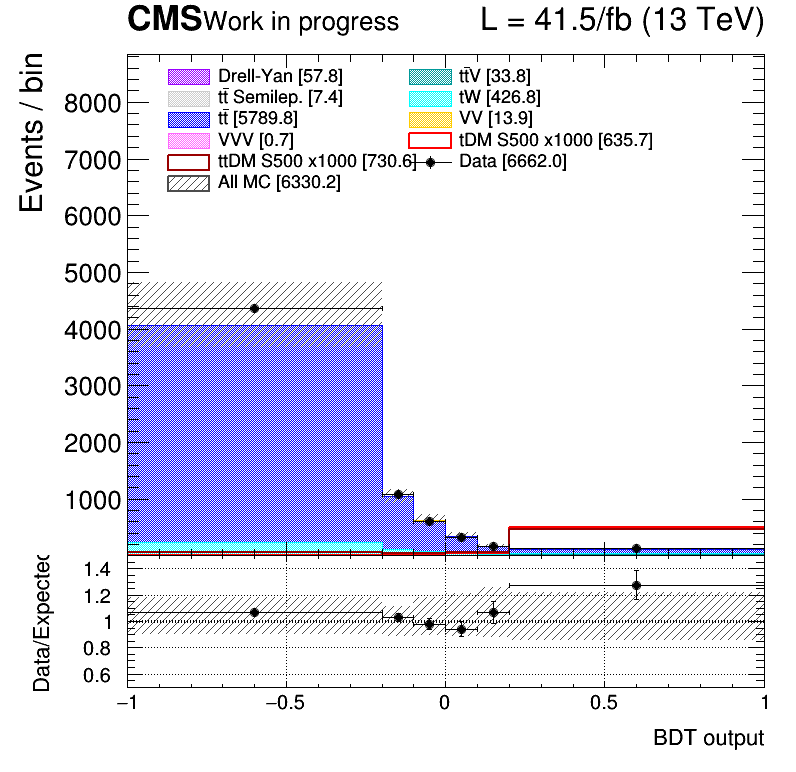 CMS Work in progress L = 41.5/fb (13 TeV)
Events / bin
Drell-Yan [57.8]
tt̄V [33.8]
tt̄ Semilep. [7.4]
tW [426.8]
tt̄ [5789.8]
VV [13.9]
VVV [0.7]
tDM S500 x1000 [635.7]
ttDM S500 x1000 [730.6]
Data [6662.0]
All MC [6330.2]
8000
7000
6000
5000
4000
3000
2000
1000
Data/Expected
1.4
1.2
1
0.8
0.6
−1 −0.5 0 0.5 1
BDT output